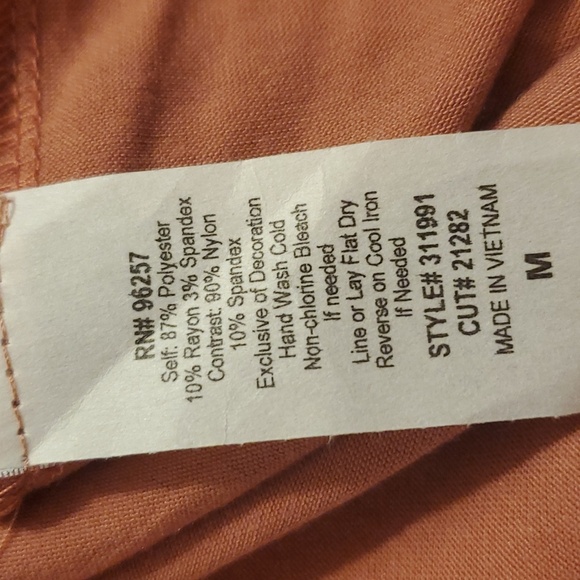 RN# 96257
Self: 87% Polyester
10% Rayon 3% Spandex
Contrast: 90% Nylon
10% Spandex
Exclusive of Decoration
Hand Wash Cold
Non-chlorine Bleach
If needed
Line or Lay Flat Dry
Reverse on Cool Iron
If Needed
STYLE# 311991
CUT# 21282
MADE IN VIETNAM
M